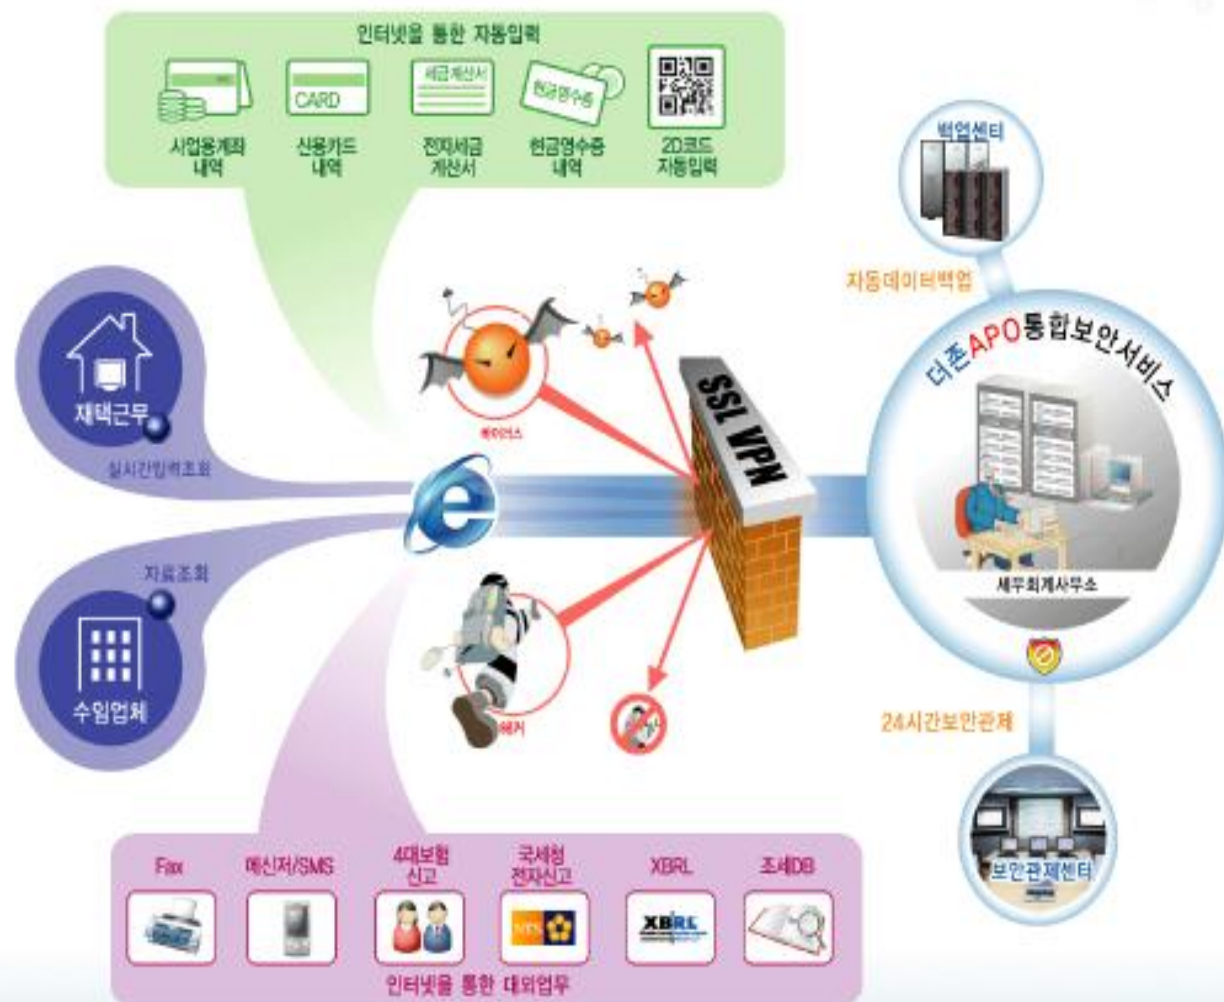 인터넷을 통한 자동입력
세금계산서
CARD
현금영수증
사업용계좌
내역
신용카드
내역
전자세금
계산서
현금영수증
내역
2D코드
자동입력
백업센터
자동데이터백업
더존APO통합보안서비스
재택근무
실시간입력조회
바이러스
SSL VPN
세무회계사무소
자료조회
수임업체
해커
24시간보안관제
보안관제센터
Fax
메신저/SMS
4대보험
신고
국세청
전자신고
XBRL
조세DB
NTS
XBRL
인터넷을 통한 대외업무